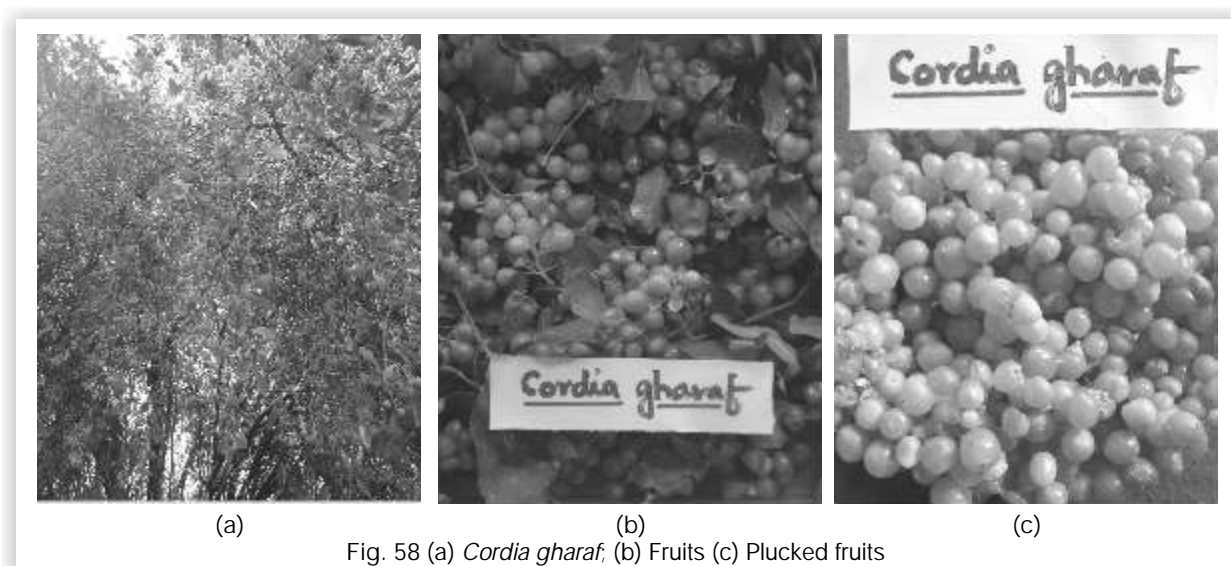 Cordia gharaf
Cordia gharaf
(a)
(b)
(c)
Fig. 58 (a) Cordia gharaf; (b) Fruits (c) Plucked fruits